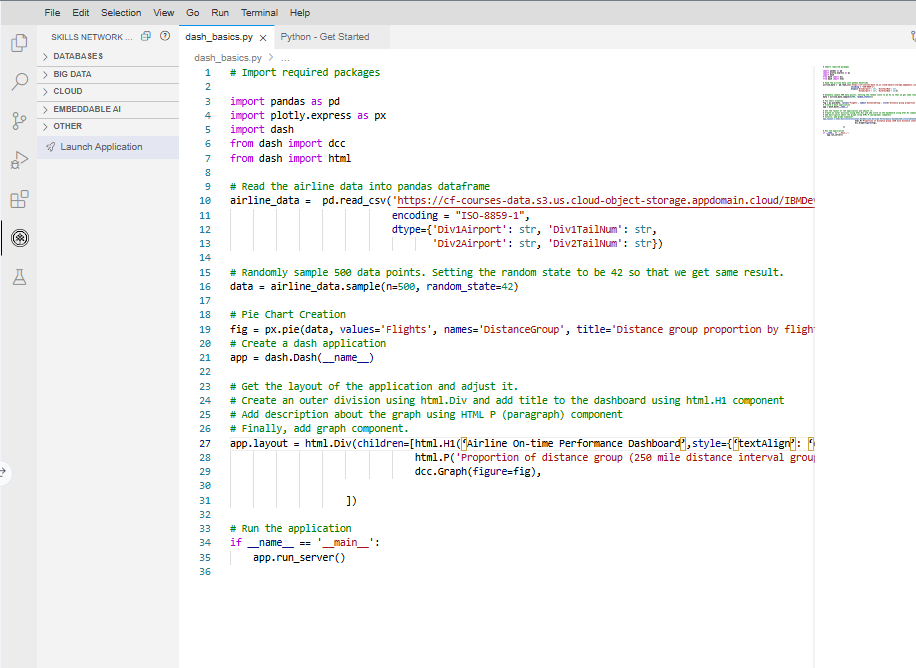 File Edit Selection View Go Run Terminal Help
SKILLS NETWORK ...
DATABASES
BIG DATA
CLOUD
EMBEDDABLE AI
OTHER
Launch Application
dash_basics.py × Python - Get Started
dash_basics.py > ...
1 # Import required packages
2
3 import pandas as pd
4 import plotly.express as px
5 import dash
6 from dash import dcc
7 from dash import html
8
9 # Read the airline data into pandas dataframe
10 airline_data =  pd.read_csv('https://cf-courses-data.s3.us.cloud-object-storage.appdomain.cloud/IBMDe
11 encoding = "ISO-8859-1",
12 dtype={'Div1Airport': str, 'Div1TailNum': str,
13 'Div2Airport': str, 'Div2TailNum': str})
14
15 # Randomly sample 500 data points. Setting the random state to be 42 so that we get same result.
16 data = airline_data.sample(n=500, random_state=42)
17
18 # Pie Chart Creation
19 fig = px.pie(data, values='Flights', names='DistanceGroup', title='Distance group proportion by fligh
20 # Create a dash application
21 app = dash.Dash(__name__)
22
23 # Get the layout of the application and adjust it.
24 # Create an outer division using html.Div and add title to the dashboard using html.H1 component
25 # Add description about the graph using HTML P (paragraph) component
26 # Finally, add graph component.
27 app.layout = html.Div(children=[html.H1(‘Airline On-time Performance Dashboard’,style={‘textAlign’: ‘
28 html.P('Proportion of distance group (250 mile distance interval grou
29 dcc.Graph(figure=fig),
30
31 ])
32
33 # Run the application
34 if __name__ == '__main__':
35 app.run_server()
36